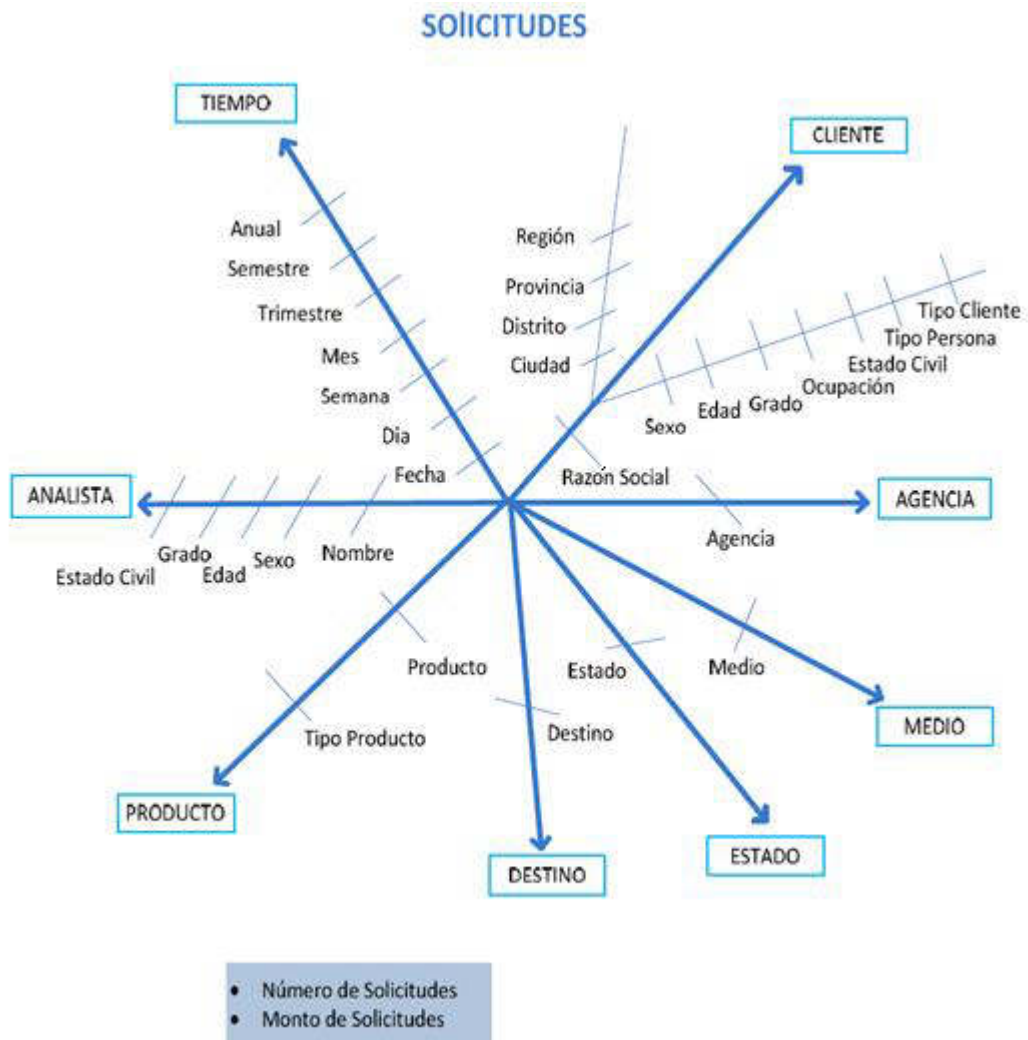 SOlICITUDES
TIEMPO
CLIENTE
Anual
Semestre
Trimestre
Mes
Semana
Dia
Fecha
Región
Provincia
Distrito
Ciudad
Tipo Cliente
Tipo Persona
Estado Civil
Ocupación
Grado
Edad
Sexo
Razón Social
ANALISTA
Estado Civil
Grado
Edad
Sexo
Nombre
AGENCIA
Agencia
Producto
Tipo Producto
PRODUCTO
Destino
DESTINO
Estado
ESTADO
Medio
MEDIO
• Número de Solicitudes
• Monto de Solicitudes